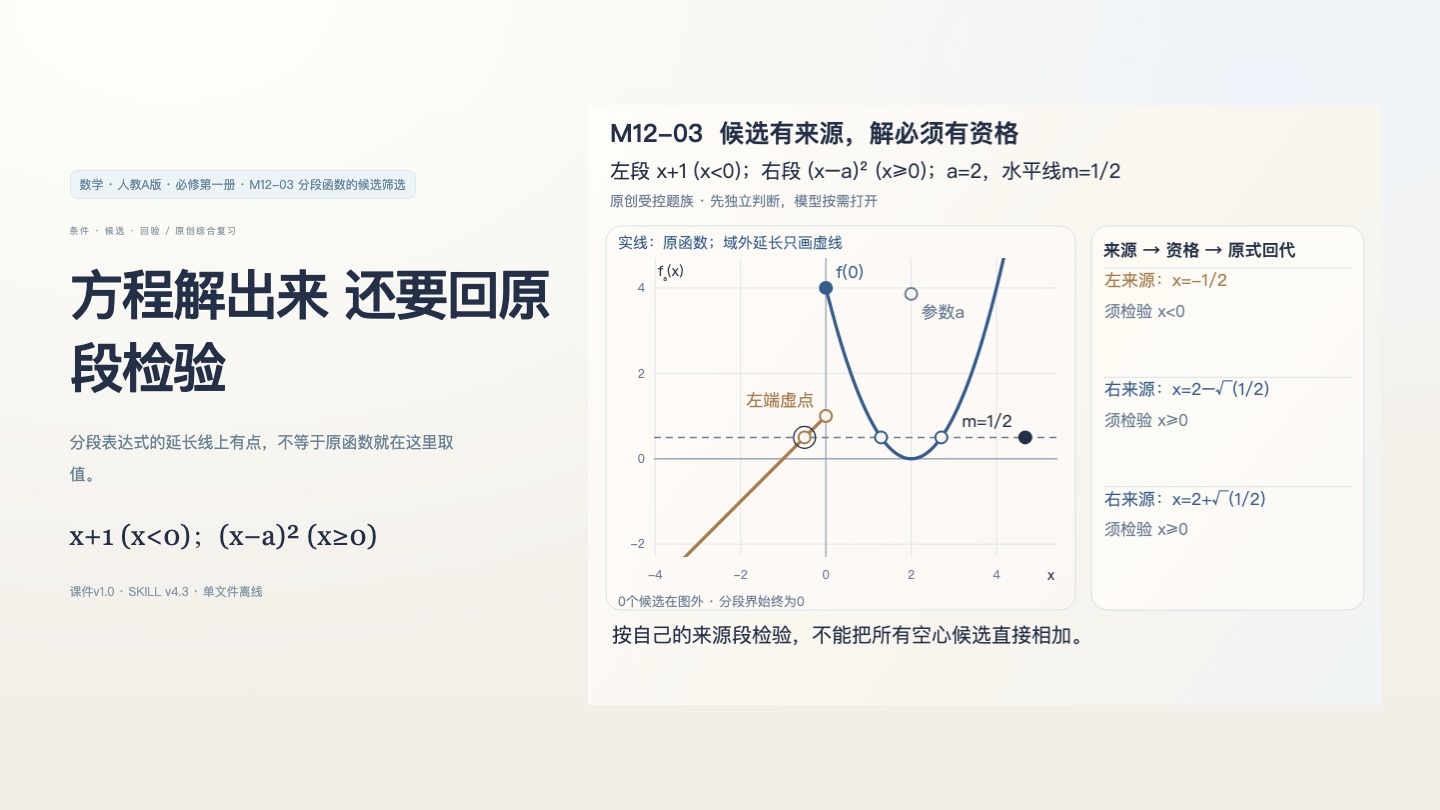 数学 · 人教A版 · 必修第一册 · M12-03 分段函数的候选筛选
条件 · 候选 · 回验 / 原创综合复习
方程解出来 还要回原
段检验
分段表达式的延长线上有点，不等于原函数就在这里取
值。
x+1 (x<0)；(x−a)² (x≥0)
课件v1.0 · SKILL v4.3 · 单文件离线
M12–03 候选有来源，解必须有资格
左段 x+1 (x<0)；右段 (x−a)² (x≥0)；a=2，水平线m=1/2
原创受控题族 · 先独立判断，模型按需打开
实线：原函数；域外延长只画虚线
fₐ(x)
f(0)
参数a
左端虚点
m=1/2
4
2
0
−2
−4
−2
0
2
4
x
0个候选在图外 · 分段界始终为0
来源 → 资格 → 原式回代
左来源：x=−1/2
须检验 x<0
右来源：x=2−√(1/2)
须检验 x≥0
右来源：x=2+√(1/2)
须检验 x≥0
按自己的来源段检验，不能把所有空心候选直接相加。